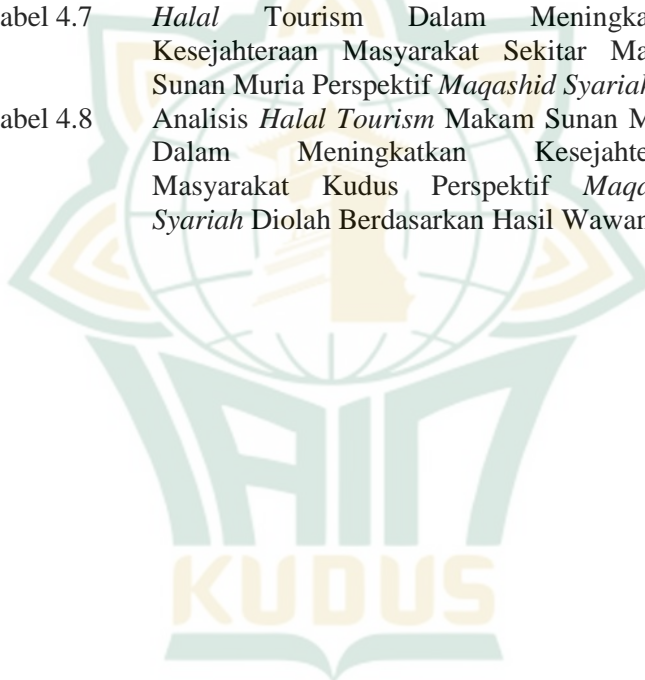 abel 4.7 Halal Tourism Dalam Meningka
Kesejahteraan Masyarakat Sekitar Ma
Sunan Muria Perspektif Maqashid Syariah
abel 4.8 Analisis Halal Tourism Makam Sunan M
Dalam Meningkatkan Kesejahte
Masyarakat Kudus Perspektif Maqa
Syariah Diolah Berdasarkan Hasil Wawan
IAIN
KUDUS